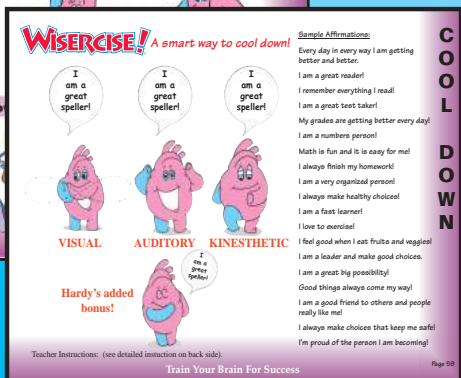 WISERCISE! A smart way to cool down!
I
am a
great
speller!
I
am a
great
speller!
I
am a
great
speller!
VISUAL AUDITORY KINESTHETIC
I
am a
great
speller!
Hardy's added
bonus!
Sample Affirmations:
Every day in every way I am getting
better and better.
I am a great reader!
I remember everything I read!
I am a great test taker!
My grades are getting better every day!
I am a numbers person!
Math is fun and it is easy for me!
I always finish my homework!
I am a very organized person!
I always make healthy choices!
I am a fast learner!
I love to exercise!
I feel good when I eat fruits and veggies!
I am a leader and make good choices.
I am a great big possibility!
Good things always come my way!
I am a good friend to others and people
really like me!
I always make choices that keep me safe!
I'm proud of the person I am becoming!
COOL DOWN
Teacher Instructions: (see detailed instuction on back side).
Train Your Brain For Success
Page 59